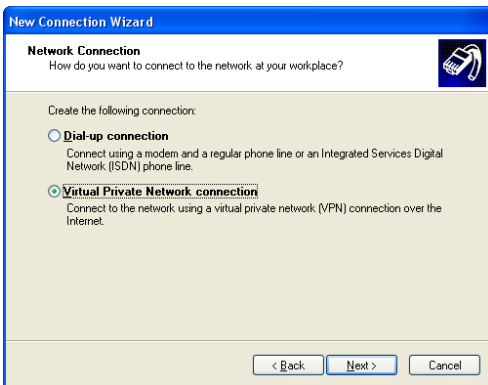 New Connection Wizard
Network Connection
How do you want to connect to the network at your workplace?
Create the following connection:
Dial-up connection
Connect using a modem and a regular phone line or an Integrated Services Digital
Network (ISDN) phone line.
Virtual Private Network connection
Connect to the network using a virtual private network (VPN) connection over the
Internet.
< Back
Next >
Cancel